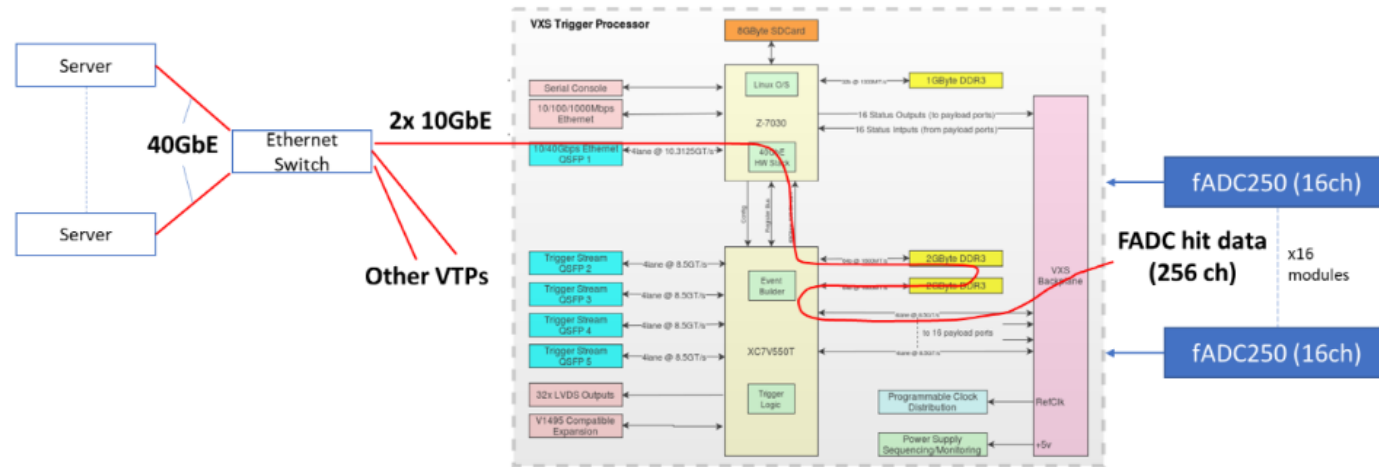 VXS Trigger Processor
8GByte SDCard
Server
Server
40GbE
Ethernet
Switch
2x 10GbE
Other VTPs
Serial Console
10/100/1000Mbps
Ethernet
10/40Gbps Ethernet
QSFP 1
4lane @ 10.3125GT/s
Linux O/S
Z-7030
40GbE
HW Stack
1GByte DDR3
16 Status Outputs (to payload ports)
16 Status Intputs (from payload ports)
Config
Trigger Stream
QSFP 2
4lane @ 8.5GT/s
Trigger Stream
QSFP 3
4lane @ 8.5GT/s
Trigger Stream
QSFP 4
4lane @ 8.5GT/s
Trigger Stream
QSFP 5
4lane @ 8.5GT/s
32x LVDS Outputs
V1495 Compatible
Expansion
Event
Builder
XC7V550T
Trigger
Logic
2GByte DDR3
2GByte DDR3
to 16 payload ports
Programmable Clock
Distribution
RefClk
Power Supply
Sequencing/Monitoring
+5v
VXS
Backplane
fADC250 (16ch)
FADC hit data
(256 ch)
x16
modules
fADC250 (16ch)